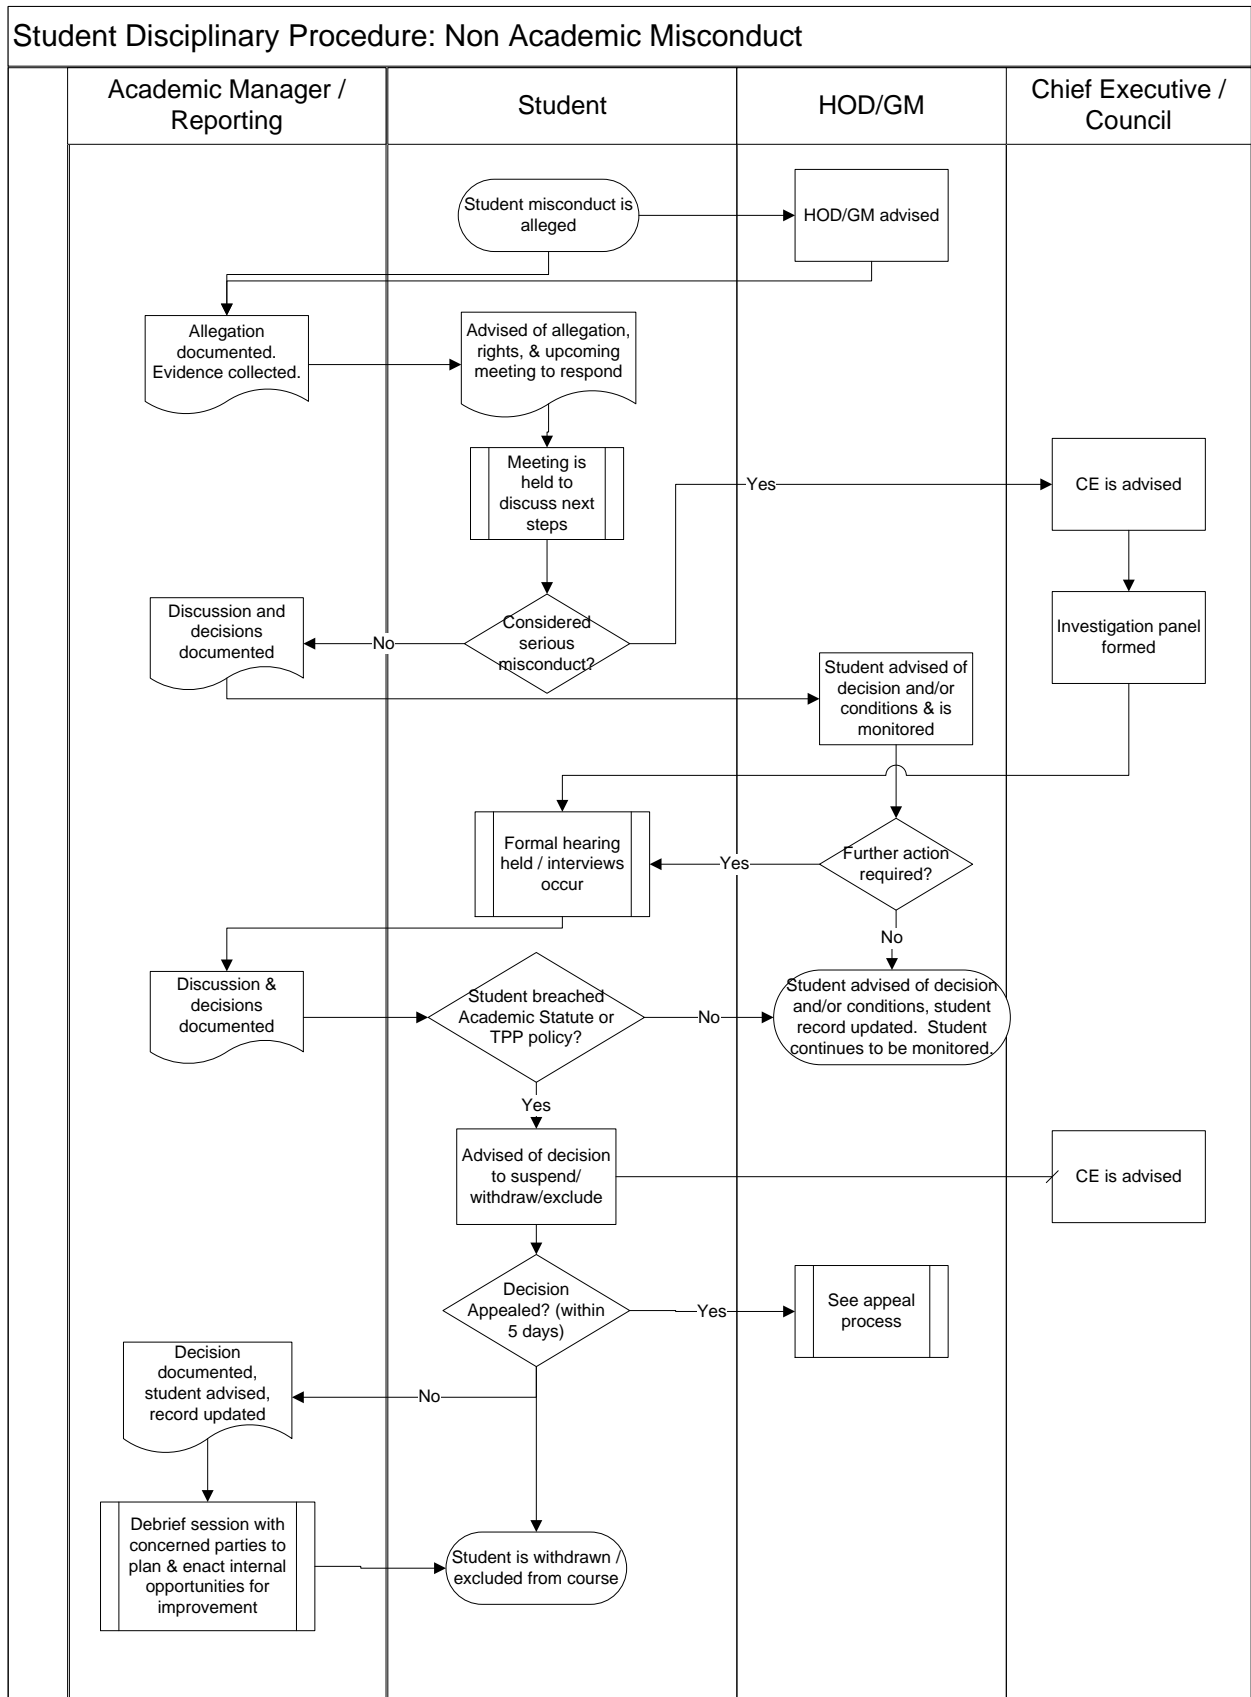 Student Disciplinary Procedure: Non Academic Misconduct
Academic Manager /
Reporting
Student
HOD/GM
Chief Executive /
Council
Student misconduct is
alleged
HOD/GM advised
Allegation
documented.
Evidence collected.
Advised of allegation,
rights, & upcoming
meeting to respond
Meeting is
held to
discuss next
steps
Yes
CE is advised
Discussion and
decisions
documented
No
Considered
serious
misconduct?
Investigation panel
formed
Student advised of
decision and/or
conditions & is
monitored
Formal hearing
held / interviews
occur
Yes
Further action
required?
No
Discussion &
decisions
documented
Student breached
Academic Statute or
TPP policy?
No
Student advised of decision
and/or conditions, student
record updated.  Student
continues to be monitored.
Yes
Advised of decision
to suspend/
withdraw/exclude
CE is advised
Decision
Appealed? (within
5 days)
Yes
See appeal
process
Decision
documented,
student advised,
record updated
No
Debrief session with
concerned parties to
plan & enact internal
opportunities for
improvement
Student is withdrawn /
excluded from course